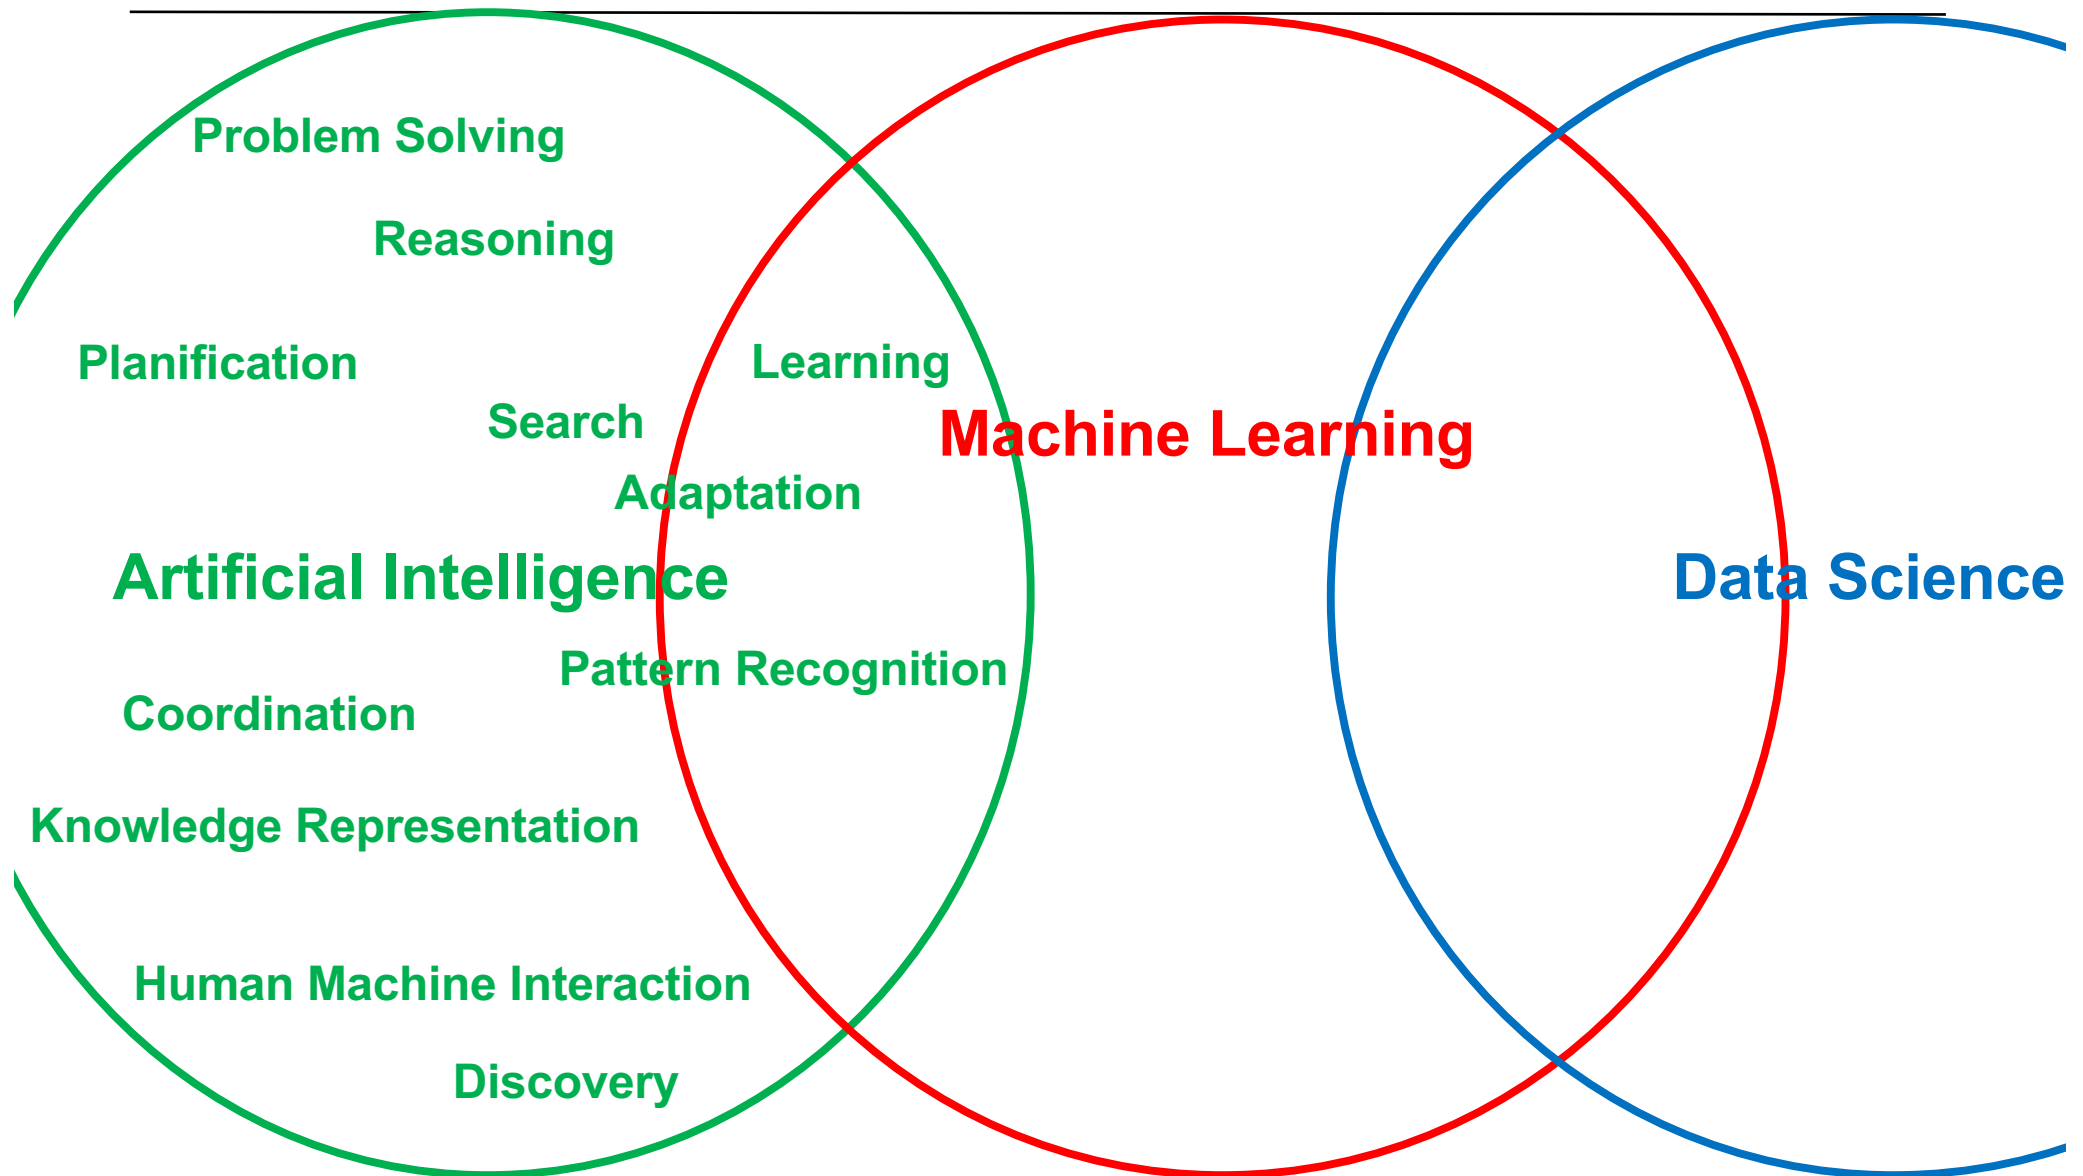 Problem Solving
Reasoning
Planification
Learning
Search
Machine Learning
Adaptation
Artificial Intelligence
Data Science
Pattern Recognition
Coordination
Knowledge Representation
Human Machine Interaction
Discovery